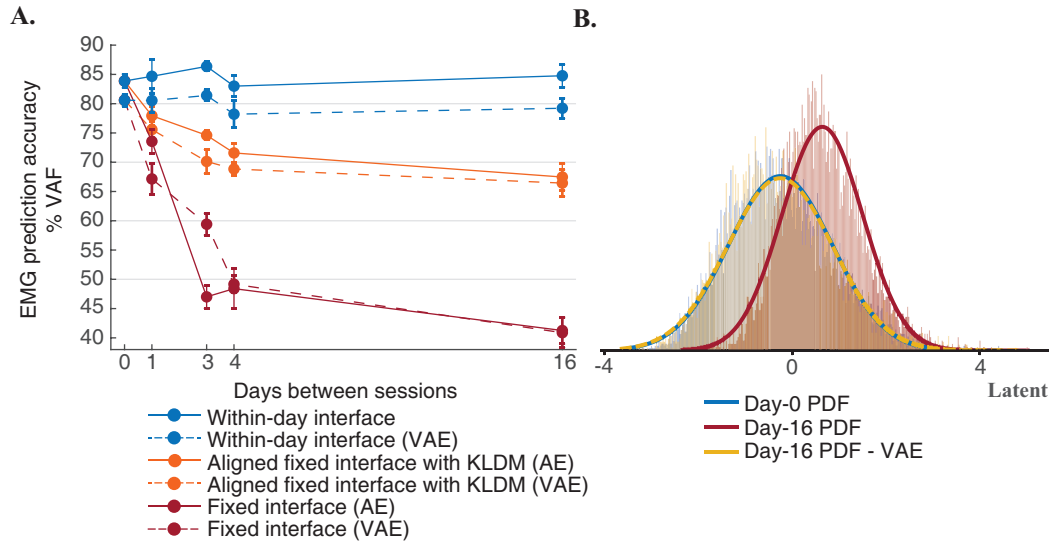 A.
B.
EMG prediction accuracy
% VAF
90
85
80
75
70
65
60
55
50
45
40
0 1 3 4 16
Days between sessions
Within-day interface
Within-day interface (VAE)
Aligned fixed interface with KLDM (AE)
Aligned fixed interface with KLDM (VAE)
Fixed interface (AE)
Fixed interface (VAE)
-4 0 4
Latent
Day-0 PDF
Day-16 PDF
Day-16 PDF - VAE